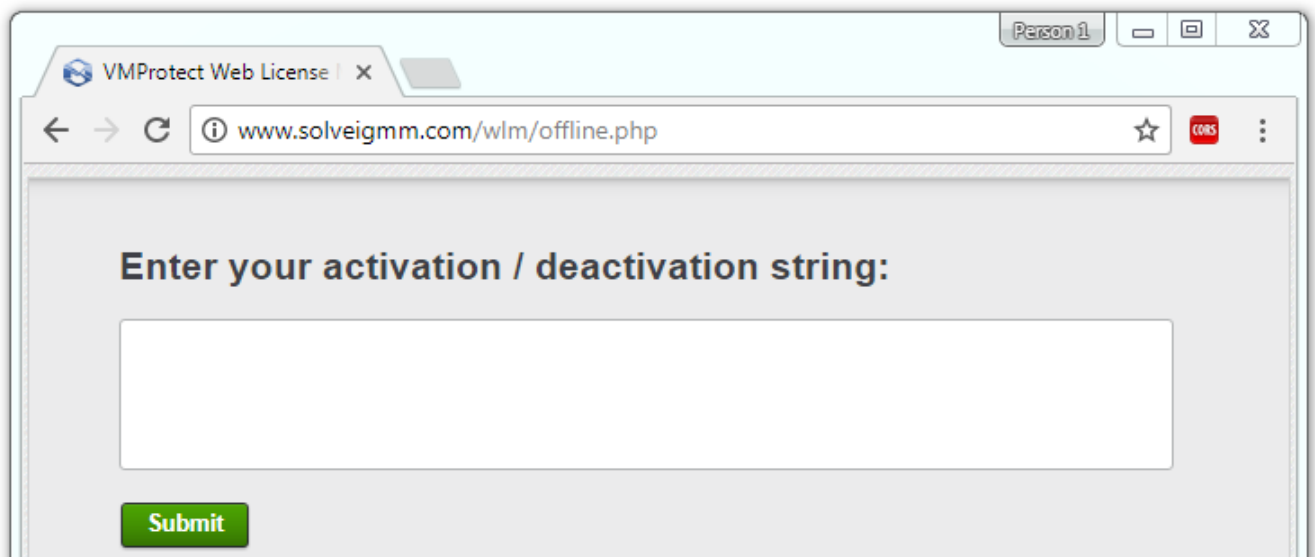 Person 1
VMProtect Web License
www.solveigmm.com/wlm/offline.php
CORS
Enter your activation / deactivation string:
Submit